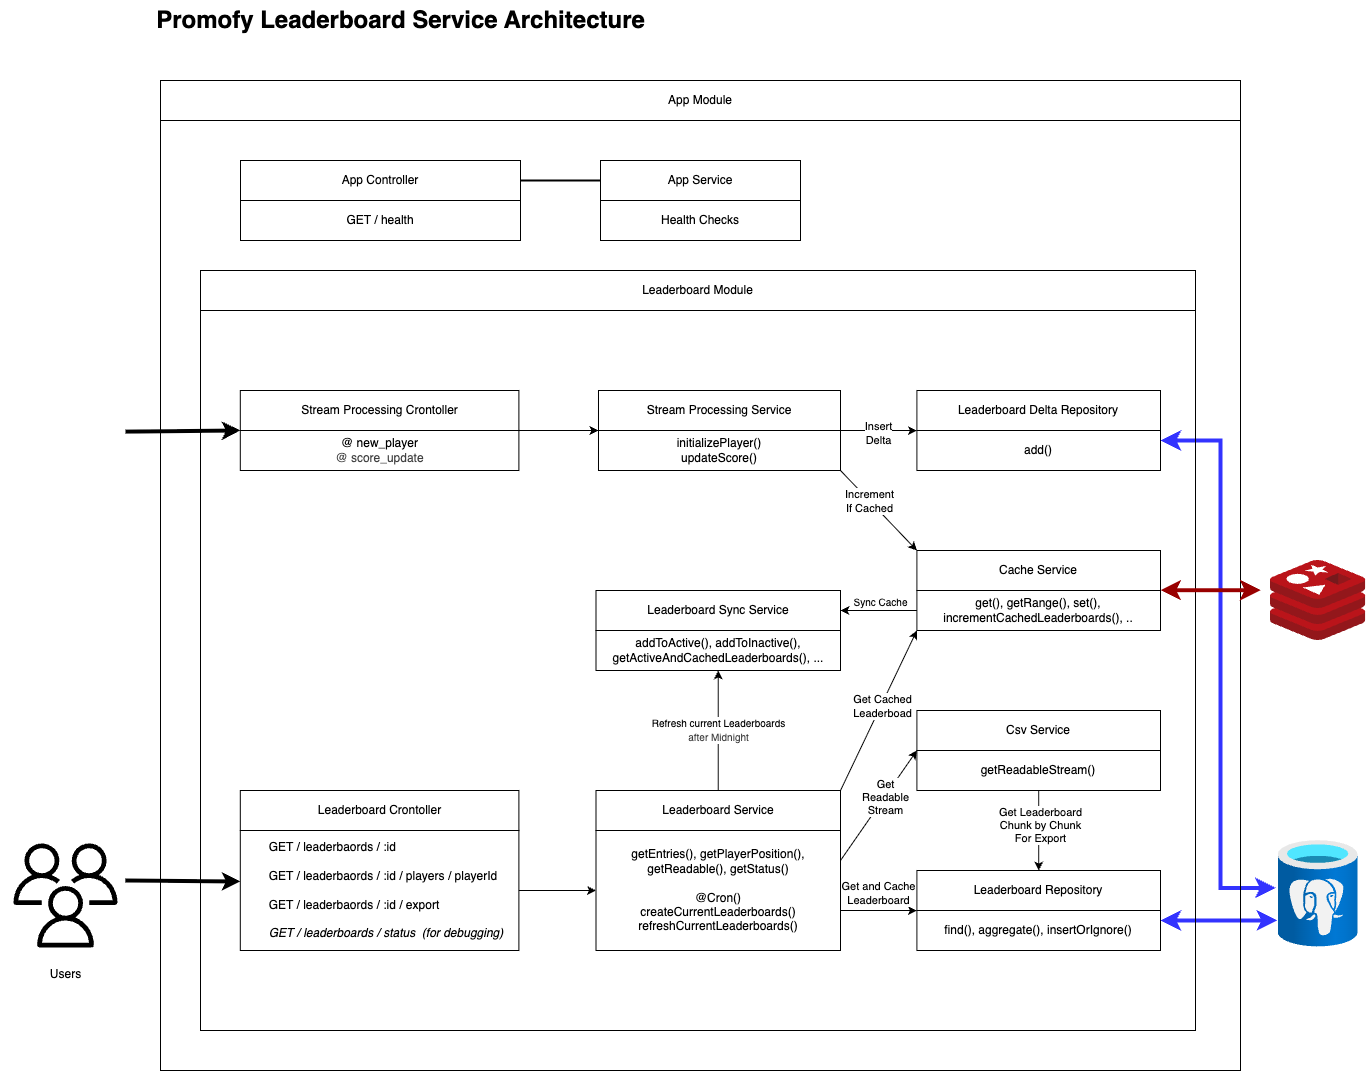 Promofy Leaderboard Service Architecture
App Module
App Controller
GET / health
App Service
Health Checks
Leaderboard Module
Stream Processing Crontoller
@ new_player
@ score_update
Stream Processing Service
initializePlayer()
updateScore()
Insert
Delta
Leaderboard Delta Repository
add()
Increment
If Cached
Cache Service
get(), getRange(), set(),
incrementCachedLeaderboards(), ..
Sync Cache
Leaderboard Sync Service
addToActive(), addToInactive(),
getActiveAndCachedLeaderboards(), ...
Refresh current Leaderboards
after Midnight
Get Cached
Leaderboad
Csv Service
getReadableStream()
Get
Readable
Stream
Get Leaderboard
Chunk by Chunk
For Export
Leaderboard Crontoller
GET / leaderbaords / :id
GET / leaderbaords / :id / players / playerId
GET / leaderbaords / :id / export
GET / leaderboards / status  (for debugging)
Leaderboard Service
getEntries(), getPlayerPosition(),
getReadable(), getStatus()
@Cron()
createCurrentLeaderboards()
refreshCurrentLeaderboards()
Get and Cache
Leaderboard
Leaderboard Repository
find(), aggregate(), insertOrIgnore()
Users